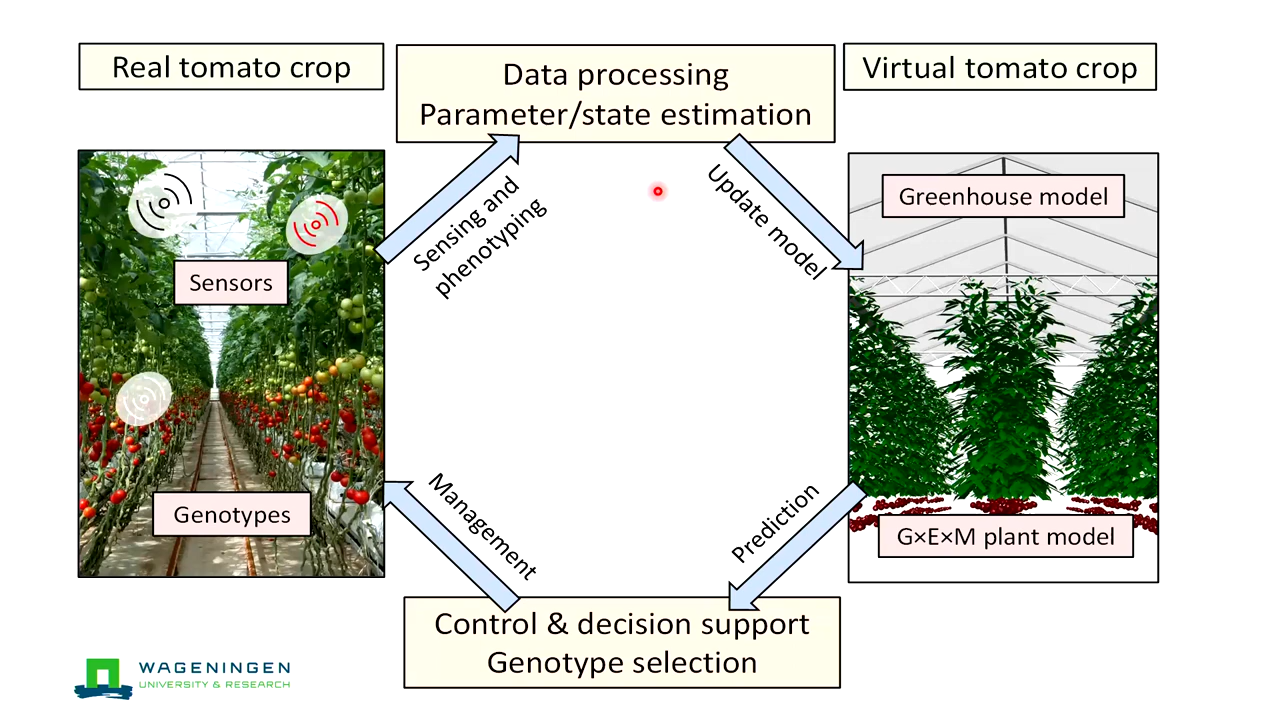 Real tomato crop
Data processing
Parameter/state estimation
Virtual tomato crop
Sensing and
phenotyping
Update model
Greenhouse model
Sensors
Genotypes
Management
Prediction
G×E×M plant model
Control & decision support
Genotype selection
WAGENINGEN
UNIVERSITY & RESEARCH